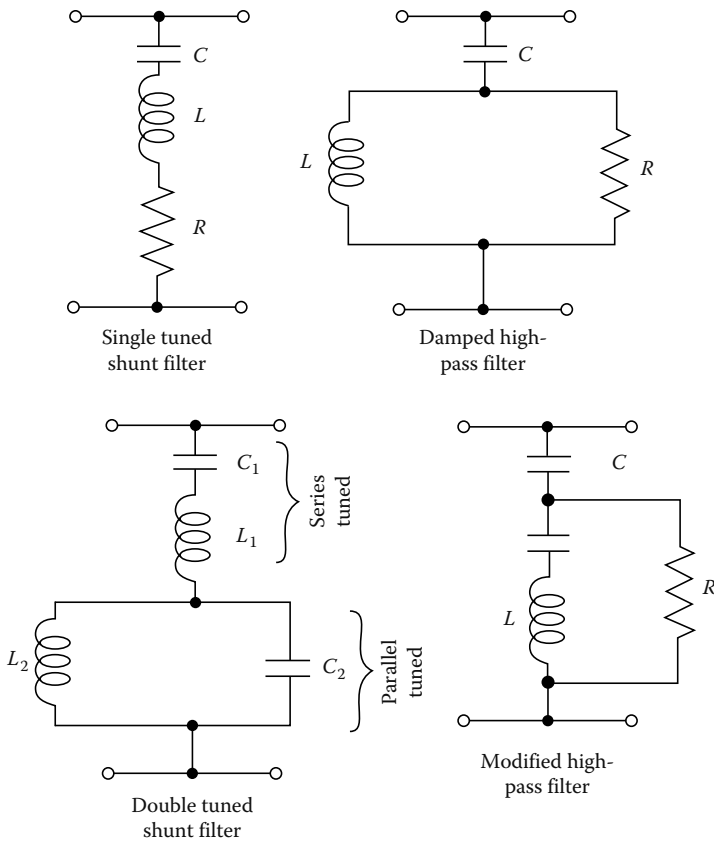 C
L
R
Single tuned
shunt filter
C
L
R
Damped high-
pass filter
C₁
L₁
Series
tuned
L₂
C₂
Parallel
tuned
Double tuned
shunt filter
C
L
R
Modified high-
pass filter